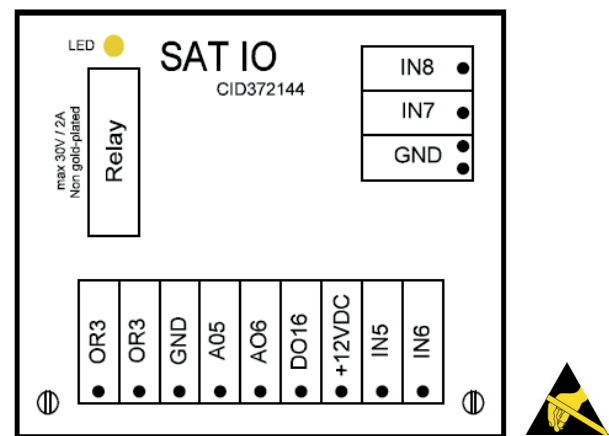 LED
SAT IO
CID372144
max 30V / 2A
Non gold-plated
Relay
IN8
IN7
GND
OR3
OR3
GND
A05
AO6
DO16
+12VDC
IN5
IN6